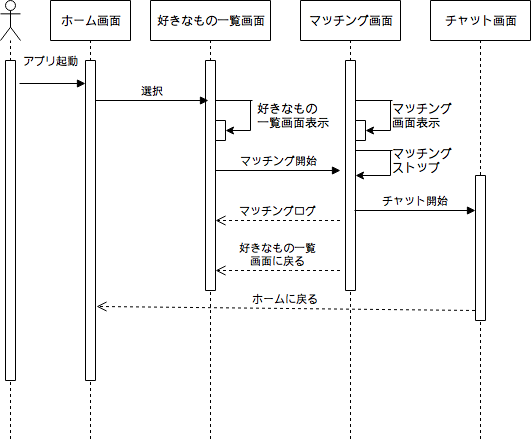 ホーム画面
好きなもの一覧画面
マッチング画面
チャット画面
アプリ起動
選択
好きなもの
一覧画面表示
マッチング
画面表示
マッチング開始
マッチング
ストップ
チャット開始
マッチングログ
好きなもの一覧
画面に戻る
ホームに戻る